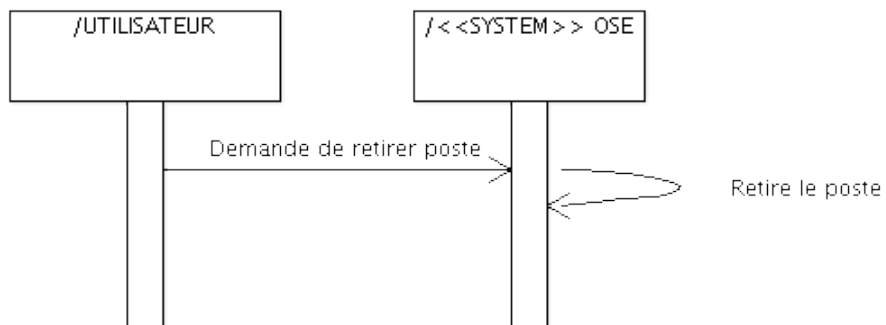 /UTILISATEUR
/<<SYSTEM>> OSE
Demande de retirer poste
Retire le poste